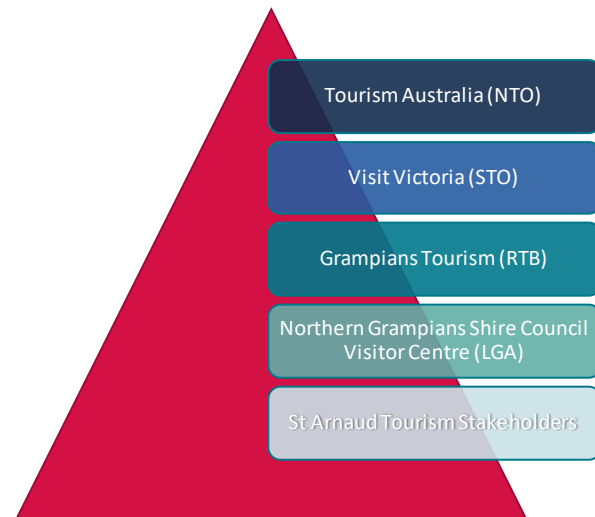 Tourism Australia (NTO)
Visit Victoria (STO)
Grampians Tourism (RTB)
Northern Grampians Shire Council
Visitor Centre (LGA)
St Arnaud Tourism Stakeholders